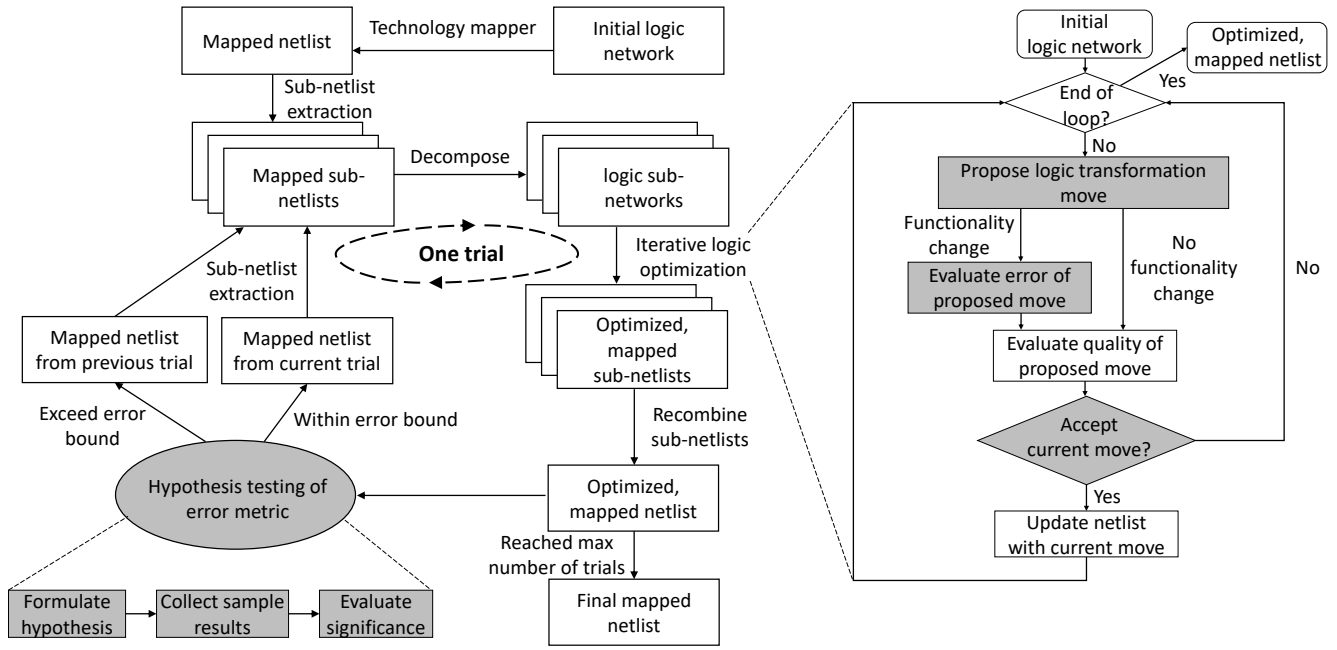 Mapped netlist
Technology mapper
Initial logic
network
Sub-netlist
extraction
Mapped sub-
netlists
Decompose
logic sub-
networks
One trial
Iterative logic
optimization
Sub-netlist
extraction
Mapped netlist
from previous trial
Mapped netlist
from current trial
Optimized,
mapped
sub-netlists
Exceed error
bound
Within error bound
Recombine
sub-netlists
Hypothesis testing of
error metric
Optimized,
mapped netlist
Reached max
number of trials
Final mapped
netlist
Formulate
hypothesis
Collect sample
results
Evaluate
significance
Initial
logic network
Optimized,
mapped netlist
Yes
End of
loop?
No
Propose logic transformation
move
Functionality
change
No
functionality
change
No
Evaluate error of
proposed move
Evaluate quality of
proposed move
Accept
current move?
Yes
Update netlist
with current move